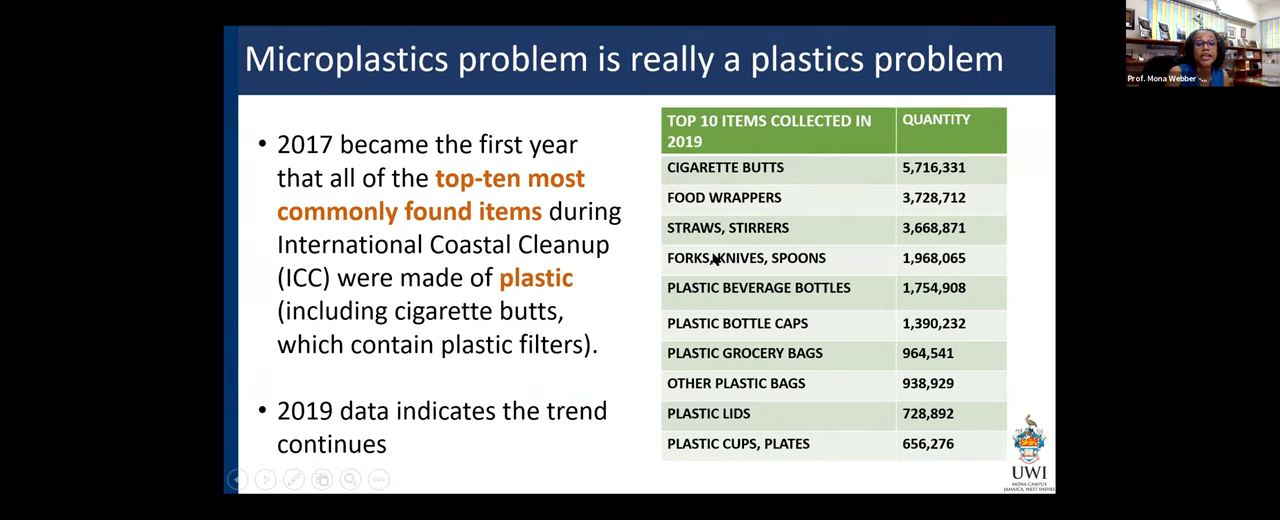 Microplastics problem is really a plastics problem
Prof. Mona Webber -...
• 2017 became the first year
that all of the top-ten most
commonly found items during
International Coastal Cleanup
(ICC) were made of plastic
(including cigarette butts,
which contain plastic filters).
• 2019 data indicates the trend
continues
TOP 10 ITEMS COLLECTED IN 2019 QUANTITY
CIGARETTE BUTTS 5,716,331
FOOD WRAPPERS 3,728,712
STRAWS, STIRRERS 3,668,871
FORKS, KNIVES, SPOONS 1,968,065
PLASTIC BEVERAGE BOTTLES 1,754,908
PLASTIC BOTTLE CAPS 1,390,232
PLASTIC GROCERY BAGS 964,541
OTHER PLASTIC BAGS 938,929
PLASTIC LIDS 728,892
PLASTIC CUPS, PLATES 656,276
UWI
MONA CAMPUS
JAMAICA, WEST INDIES